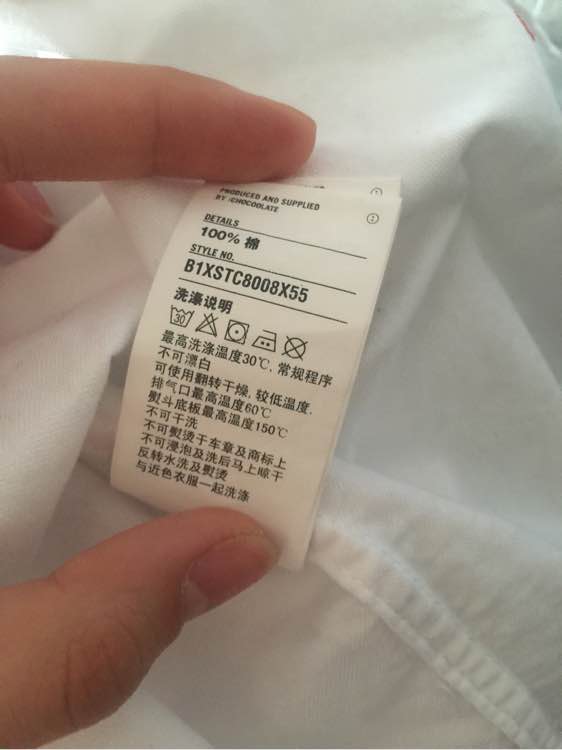 PRODUCED AND SUPPLIED
BY :CHOCOOLATE
DETAILS
100% 棉
STYLE NO.
B1XSTC8008X55
洗涤说明
30
最高洗涤温度30℃, 常规程序
不可漂白
可使用翻转干燥, 较低温度,
排气口最高温度60℃
熨斗底板最高温度150℃
不可干洗
不可熨烫于车章及商标上
不可浸泡及洗后马上晾干
反转水洗及熨烫
与近色衣服一起洗涤